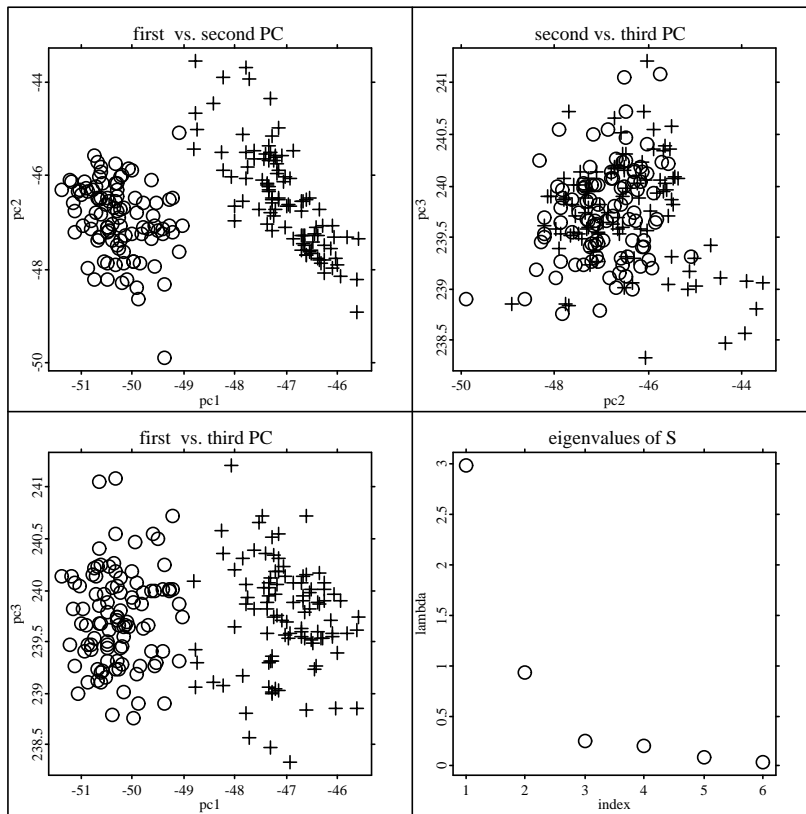 first vs. second PC
-44
-46
-48
-50
pc2
-51 -50 -49 -48 -47 -46
pc1
second vs. third PC
241
240.5
240
239.5
239
238.5
pc3
-50 -48 -46 -44
pc2
first vs. third PC
241
240.5
240
239.5
239
238.5
pc3
-51 -50 -49 -48 -47 -46
pc1
eigenvalues of S
3
2.5
2
1.5
1
0.5
0
lambda
1 2 3 4 5 6
index